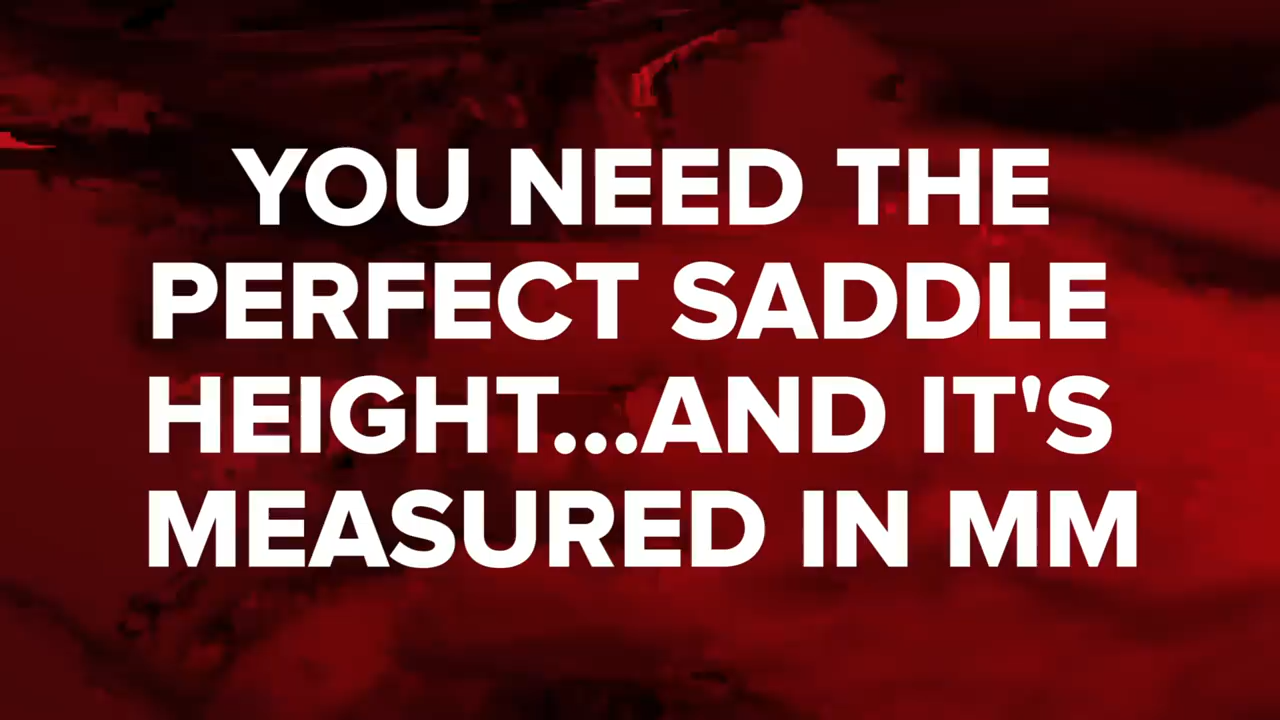 YOU NEED THE
PERFECT SADDLE
HEIGHT...AND IT'S
MEASURED IN MM